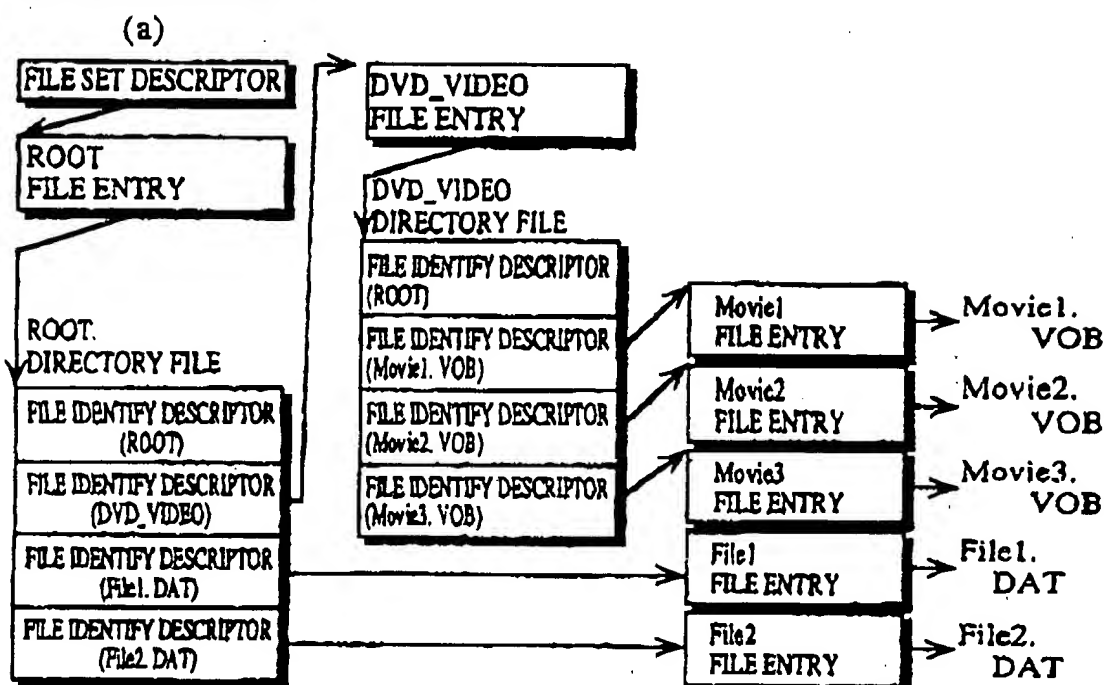 (a)
FILE SET DESCRIPTOR
ROOT
FILE ENTRY
ROOT.
DIRECTORY FILE
FILE IDENTIFY DESCRIPTOR
(ROOT)
FILE IDENTIFY DESCRIPTOR
(DVD_VIDEO)
FILE IDENTIFY DESCRIPTOR
(File1. DAT)
FILE IDENTIFY DESCRIPTOR
(File2. DAT)
DVD_VIDEO
FILE ENTRY
DVD_VIDEO
DIRECTORY FILE
FILE IDENTIFY DESCRIPTOR
(ROOT)
FILE IDENTIFY DESCRIPTOR
(Movie1. VOB)
FILE IDENTIFY DESCRIPTOR
(Movie2. VOB)
FILE IDENTIFY DESCRIPTOR
(Movie3. VOB)
Movie1
FILE ENTRY
Movie2
FILE ENTRY
Movie3
FILE ENTRY
File1
FILE ENTRY
File2
FILE ENTRY
Movie1.
VOB
Movie2.
VOB
Movie3.
VOB
File1.
DAT
File2.
DAT